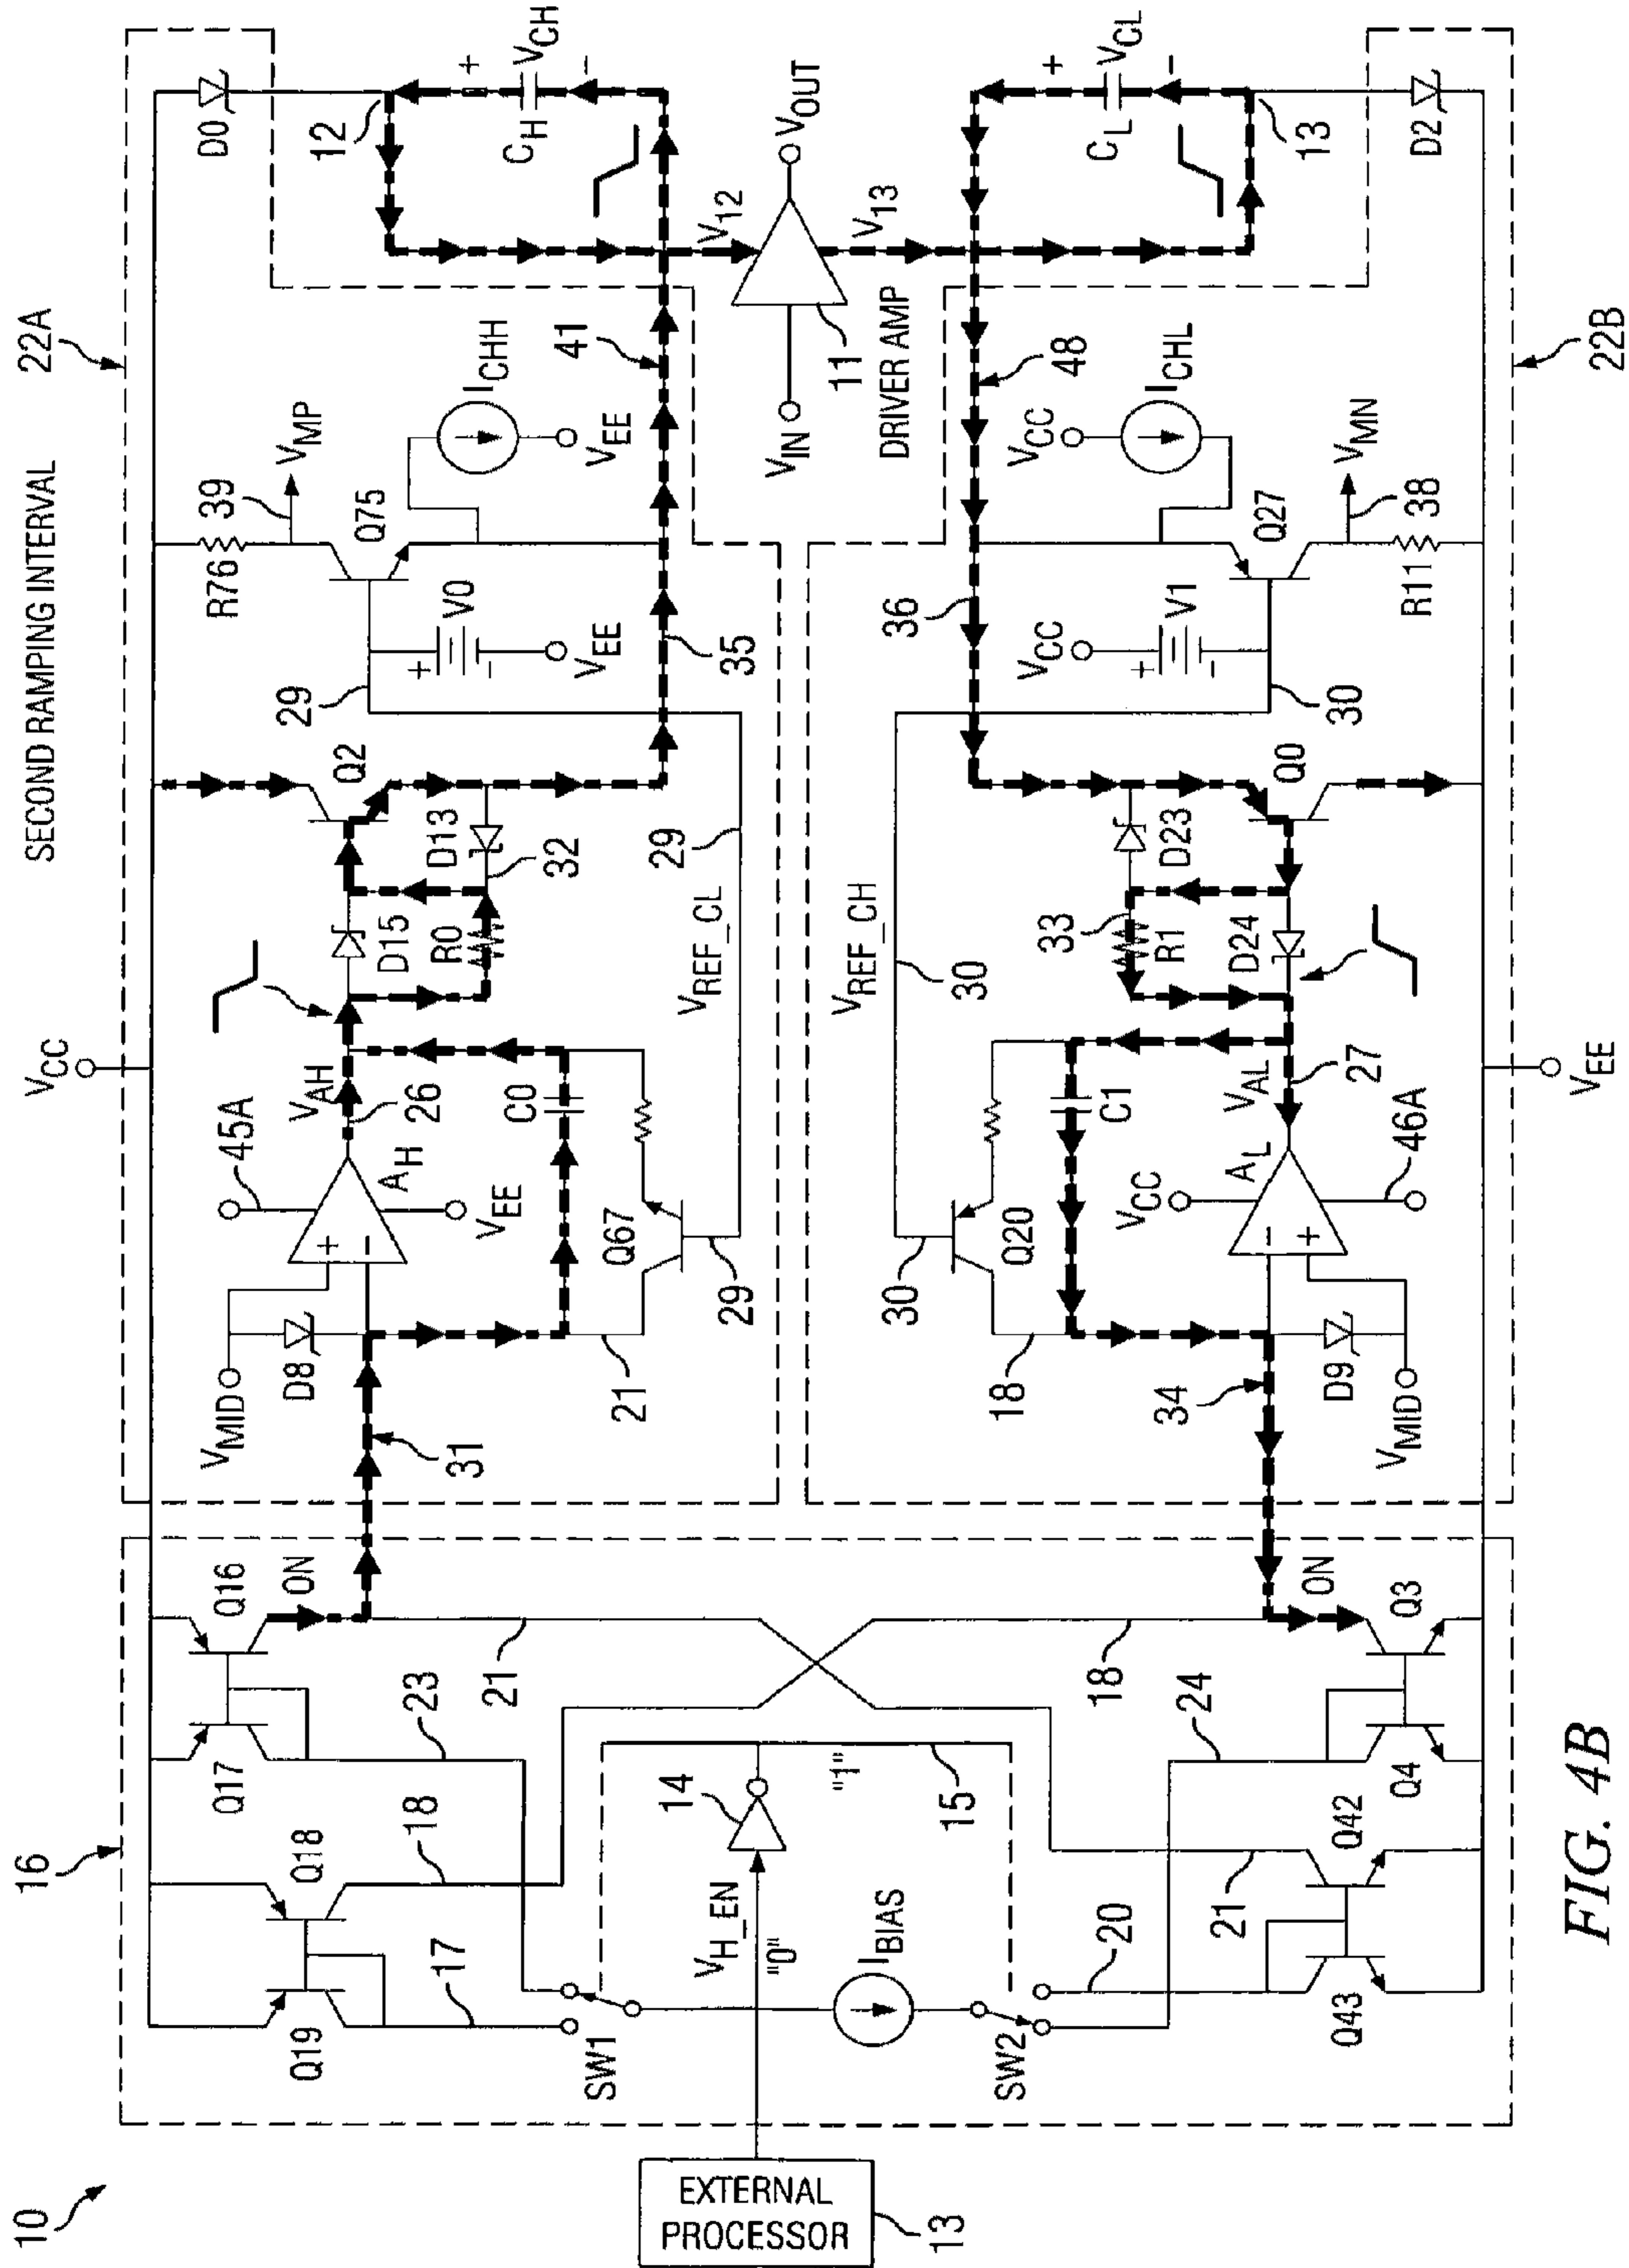 10
SECOND RAMPING INTERVAL
22A
16
V_CC
Q16
ON
Q17
Q18
Q19
23
18
17
21
SW1
14
"1"
15
V_H_EN
"0"
I_BIAS
SW2
18
24
20
21
Q43
Q42
Q4
Q3
ON
EXTERNAL
PROCESSOR
13
V_MID
D8
31
+
−
A_H
45A
V_EE
V_AH
26
C0
Q67
21
29
D15
R0
D13
32
Q2
29
V_REF_CL
29
R76
39
V_MP
Q75
V0
+
−
V_EE
35
I_CHH
V_EE
41
D0
12
+
V_CH
−
C_H
V_12
V_IN
11
V_OUT
DRIVER AMP
V_13
30
Q20
18
34
C1
V_REF_CH
30
33
R1
D23
D24
Q0
V_CC
A_L
V_AL
27
−
+
46A
D9
V_MID
36
V_CC
+
V1
−
30
Q27
V_CC
I_CHL
V_MN
38
R11
48
+
V_CL
−
C_L
13
D2
V_EE
22B
FIG. 4B